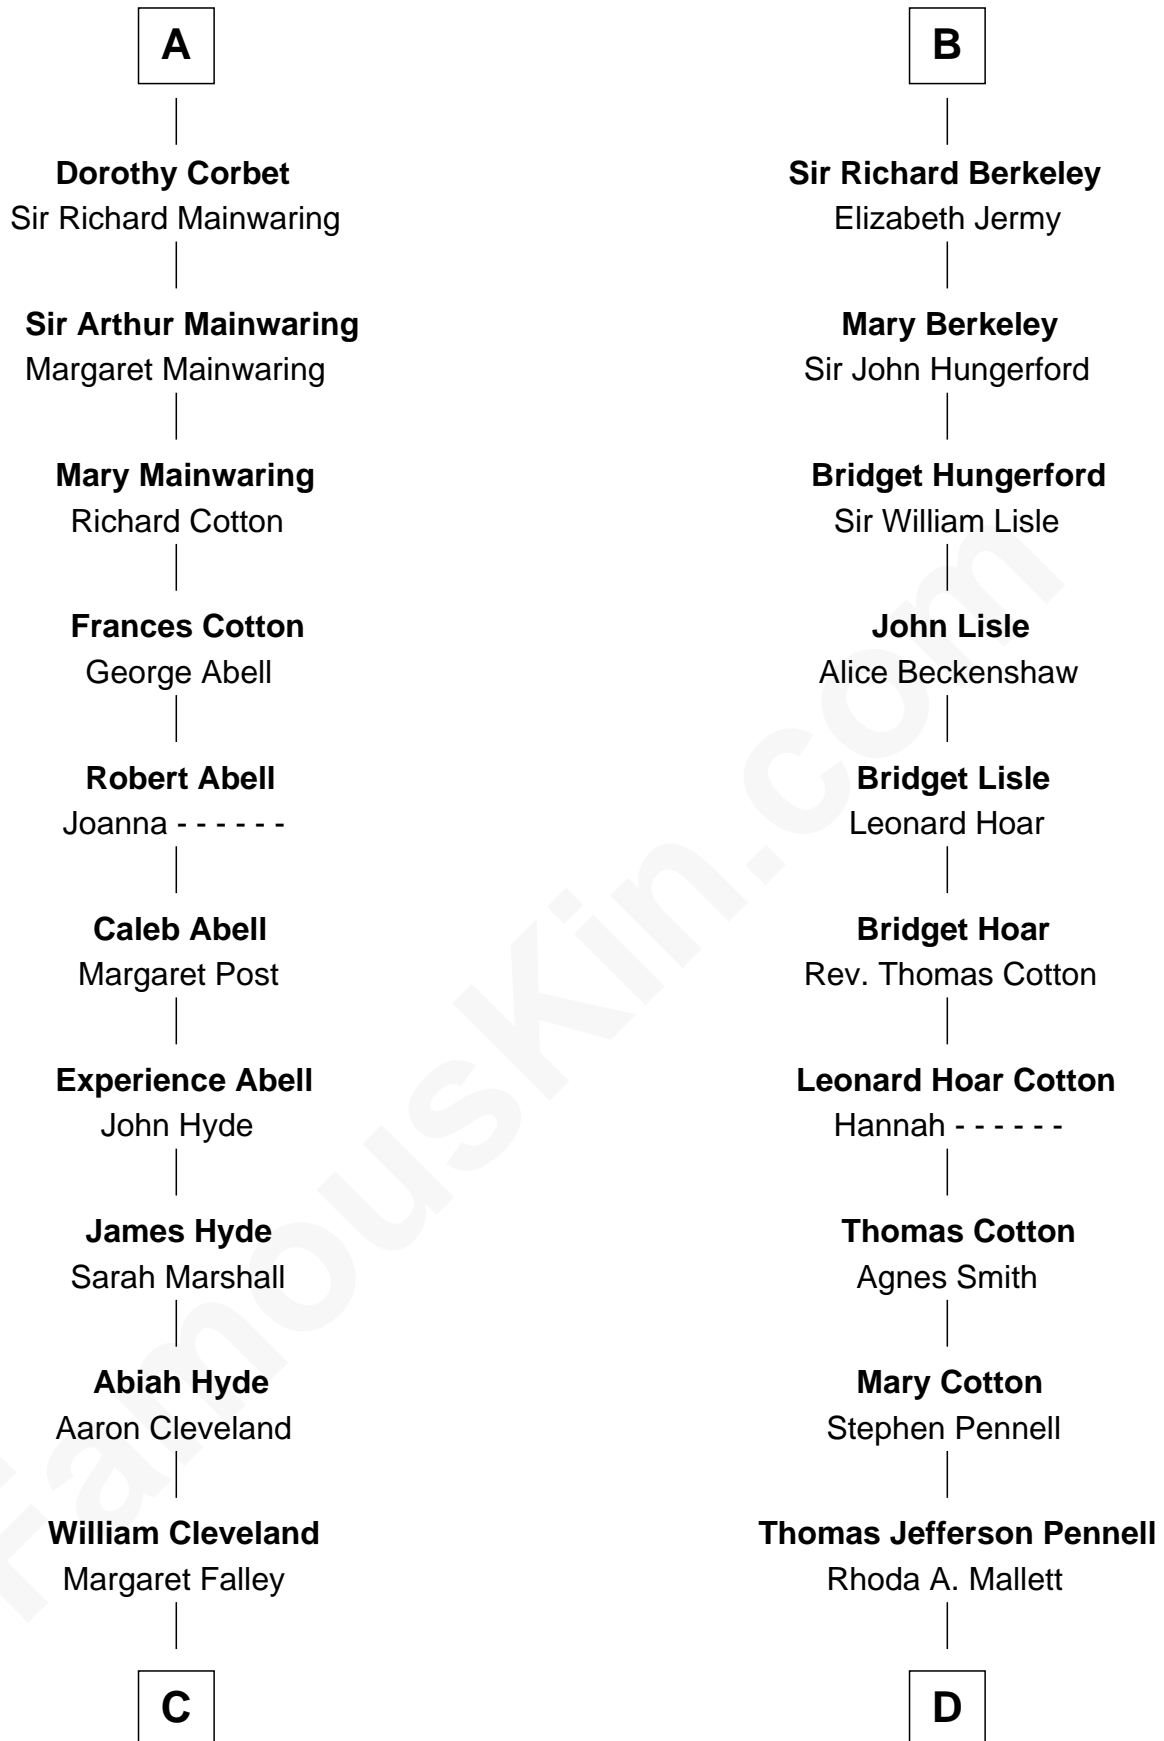 A
Dorothy Corbet
Sir Richard Mainwaring
Sir Arthur Mainwaring
Margaret Mainwaring
Mary Mainwaring
Richard Cotton
Frances Cotton
George Abell
Robert Abell
Joanna - - - - - -
Caleb Abell
Margaret Post
Experience Abell
John Hyde
James Hyde
Sarah Marshall
Abiah Hyde
Aaron Cleveland
William Cleveland
Margaret Falley
C
B
Sir Richard Berkeley
Elizabeth Jermy
Mary Berkeley
Sir John Hungerford
Bridget Hungerford
Sir William Lisle
John Lisle
Alice Beckenshaw
Bridget Lisle
Leonard Hoar
Bridget Hoar
Rev. Thomas Cotton
Leonard Hoar Cotton
Hannah - - - - - -
Thomas Cotton
Agnes Smith
Mary Cotton
Stephen Pennell
Thomas Jefferson Pennell
Rhoda A. Mallett
D
FamousKin.com